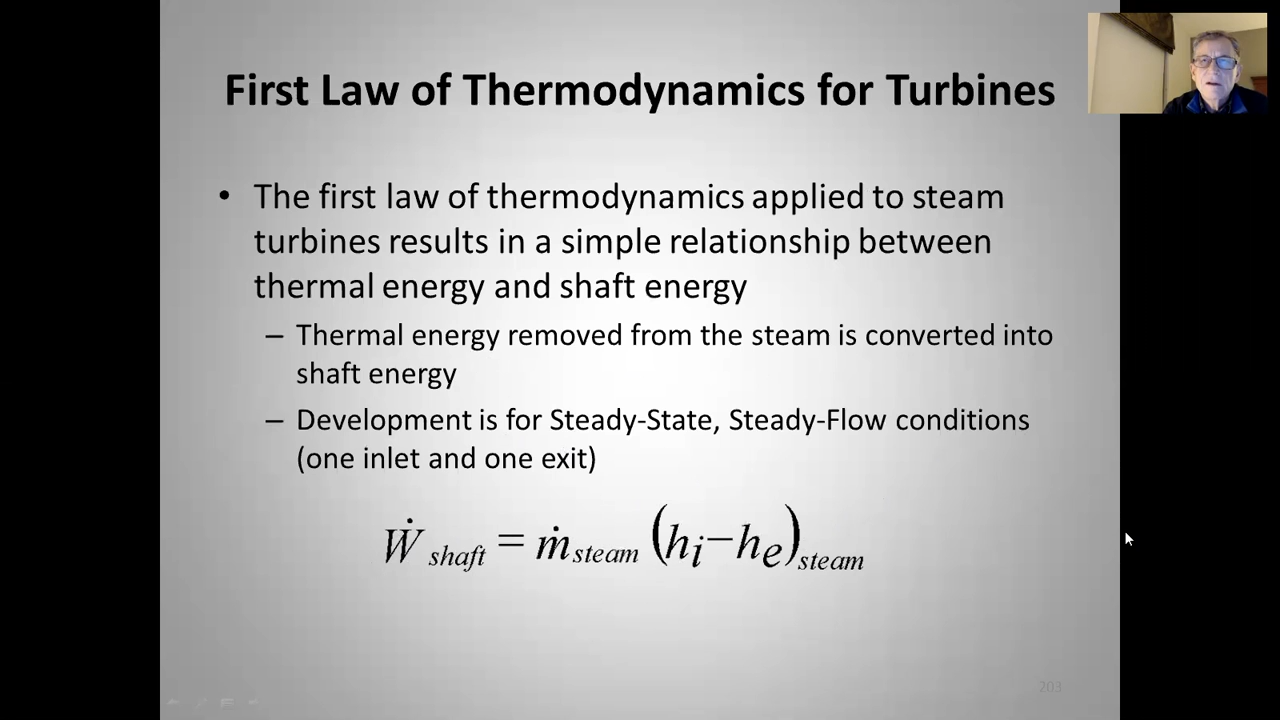 First Law of Thermodynamics for Turbines
• The first law of thermodynamics applied to steam
turbines results in a simple relationship between
thermal energy and shaft energy
– Thermal energy removed from the steam is converted into
shaft energy
– Development is for Steady-State, Steady-Flow conditions
(one inlet and one exit)
Ẇ shaft = ṁ steam (hi − he) steam
203